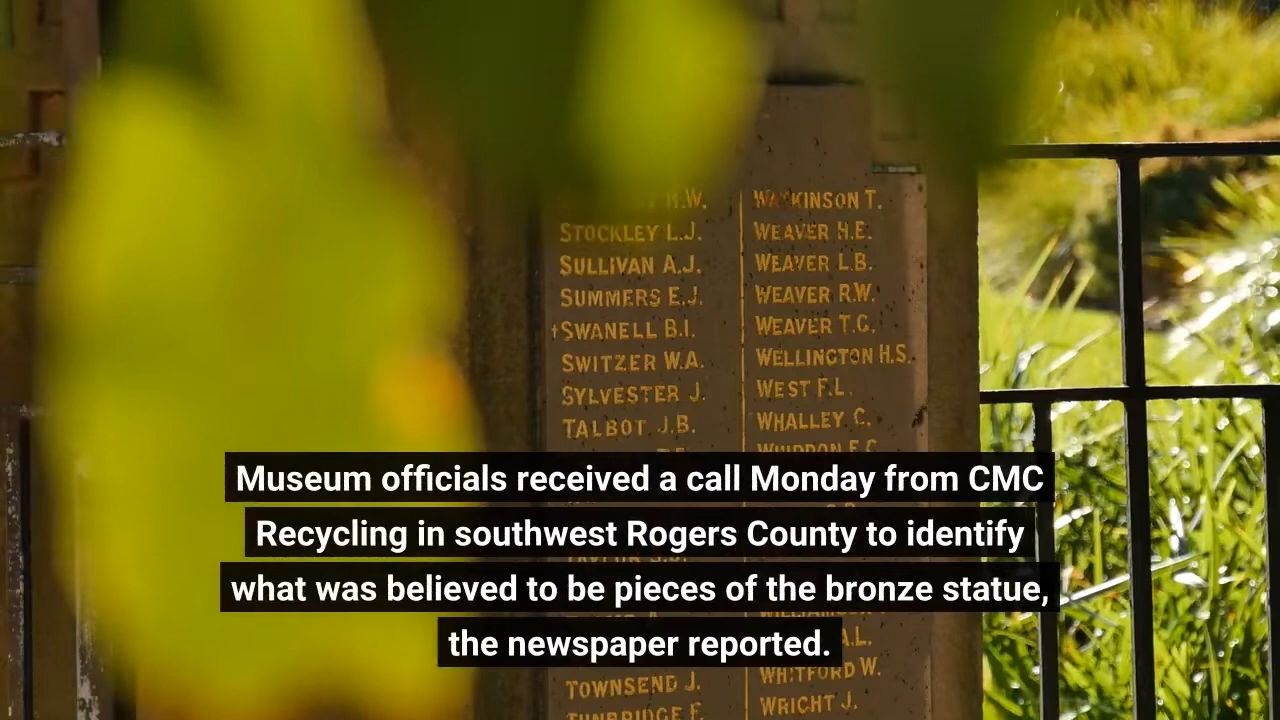 H.W.
STOCKLEY L.J.
SULLIVAN A.J.
SUMMERS E.J.
†SWANELL B.I.
SWITZER W.A.
SYLVESTER J.
TALBOT J.B.
TOWNSEND J.
TUNBRIDGE F.
WATKINSON T.
WEAVER H.E.
WEAVER L.B.
WEAVER R.W.
WEAVER T.G.
WELLINGTON H.S.
WEST F.L.
WHALLEY C.
A.L.
WHITFORD W.
WRIGHT J.
Museum officials received a call Monday from CMC
Recycling in southwest Rogers County to identify
what was believed to be pieces of the bronze statue,
the newspaper reported.